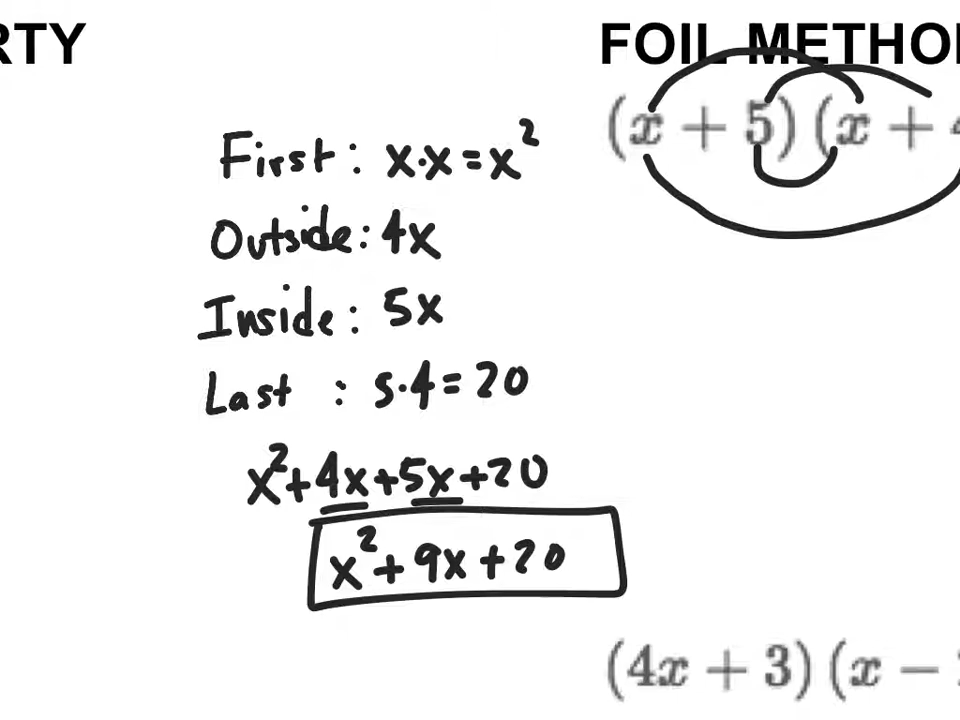 RTY
FOIL METHO
(x + 5) (x + 4
First: x·x = x²
Outside: 4x
Inside: 5x
Last : 5·4 = 20
x² + 4x + 5x + 20
x² + 9x + 20
(4x + 3) (x −